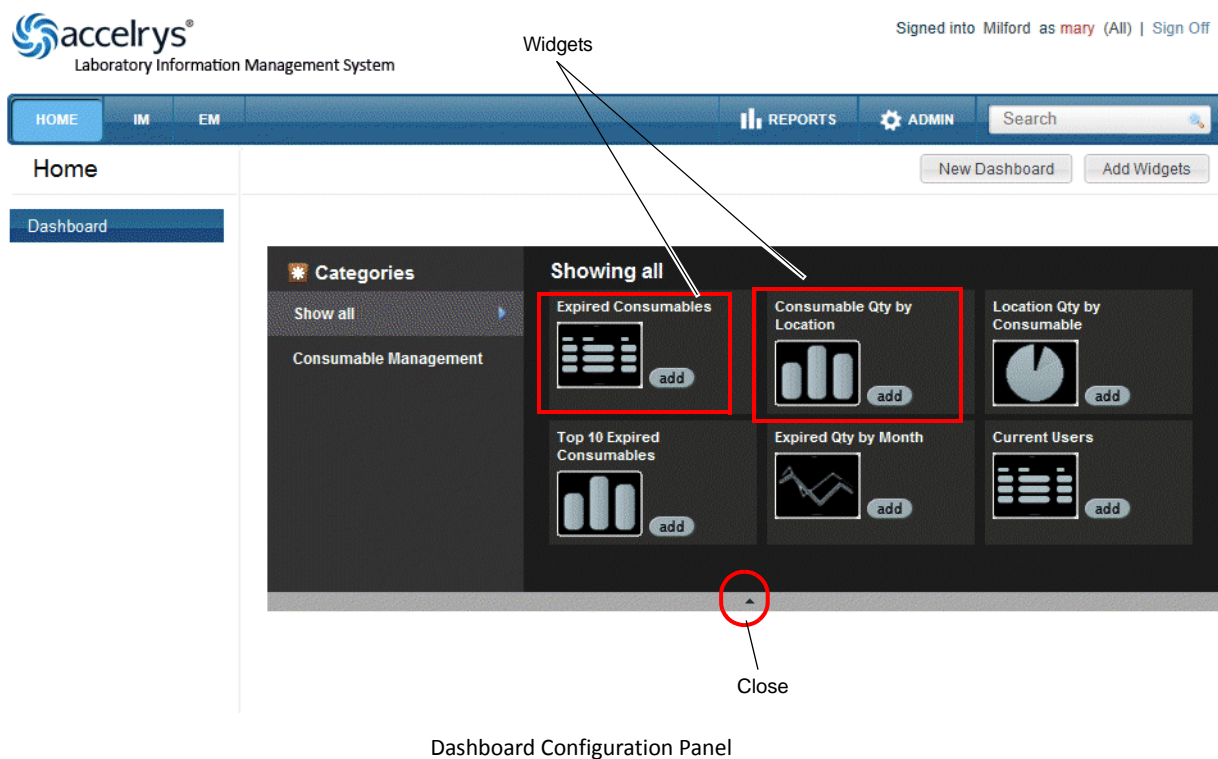 accelrys®
Laboratory Information Management System
Widgets
Signed into Milford as mary (All) | Sign Off
HOME IM EM REPORTS ADMIN Search
Home
New Dashboard Add Widgets
Dashboard
Categories
Show all
Consumable Management
Showing all
Expired Consumables
add
Consumable Qty by
Location
add
Location Qty by
Consumable
add
Top 10 Expired
Consumables
add
Expired Qty by Month
add
Current Users
add
Close
Dashboard Configuration Panel